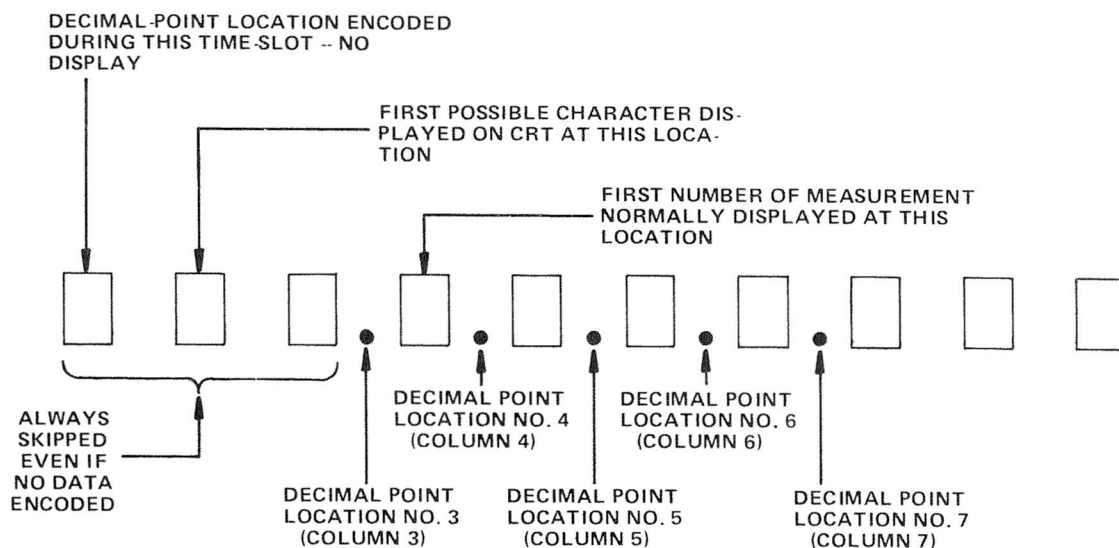 DECIMAL-POINT LOCATION ENCODED
DURING THIS TIME-SLOT -- NO
DISPLAY
FIRST POSSIBLE CHARACTER DIS-
PLAYED ON CRT AT THIS LOCA-
TION
FIRST NUMBER OF MEASUREMENT
NORMALLY DISPLAYED AT THIS
LOCATION
ALWAYS
SKIPPED
EVEN IF
NO DATA
ENCODED
DECIMAL POINT
LOCATION NO. 3
(COLUMN 3)
DECIMAL POINT
LOCATION NO. 4
(COLUMN 4)
DECIMAL POINT
LOCATION NO. 5
(COLUMN 5)
DECIMAL POINT
LOCATION NO. 6
(COLUMN 6)
DECIMAL POINT
LOCATION NO. 7
(COLUMN 7)